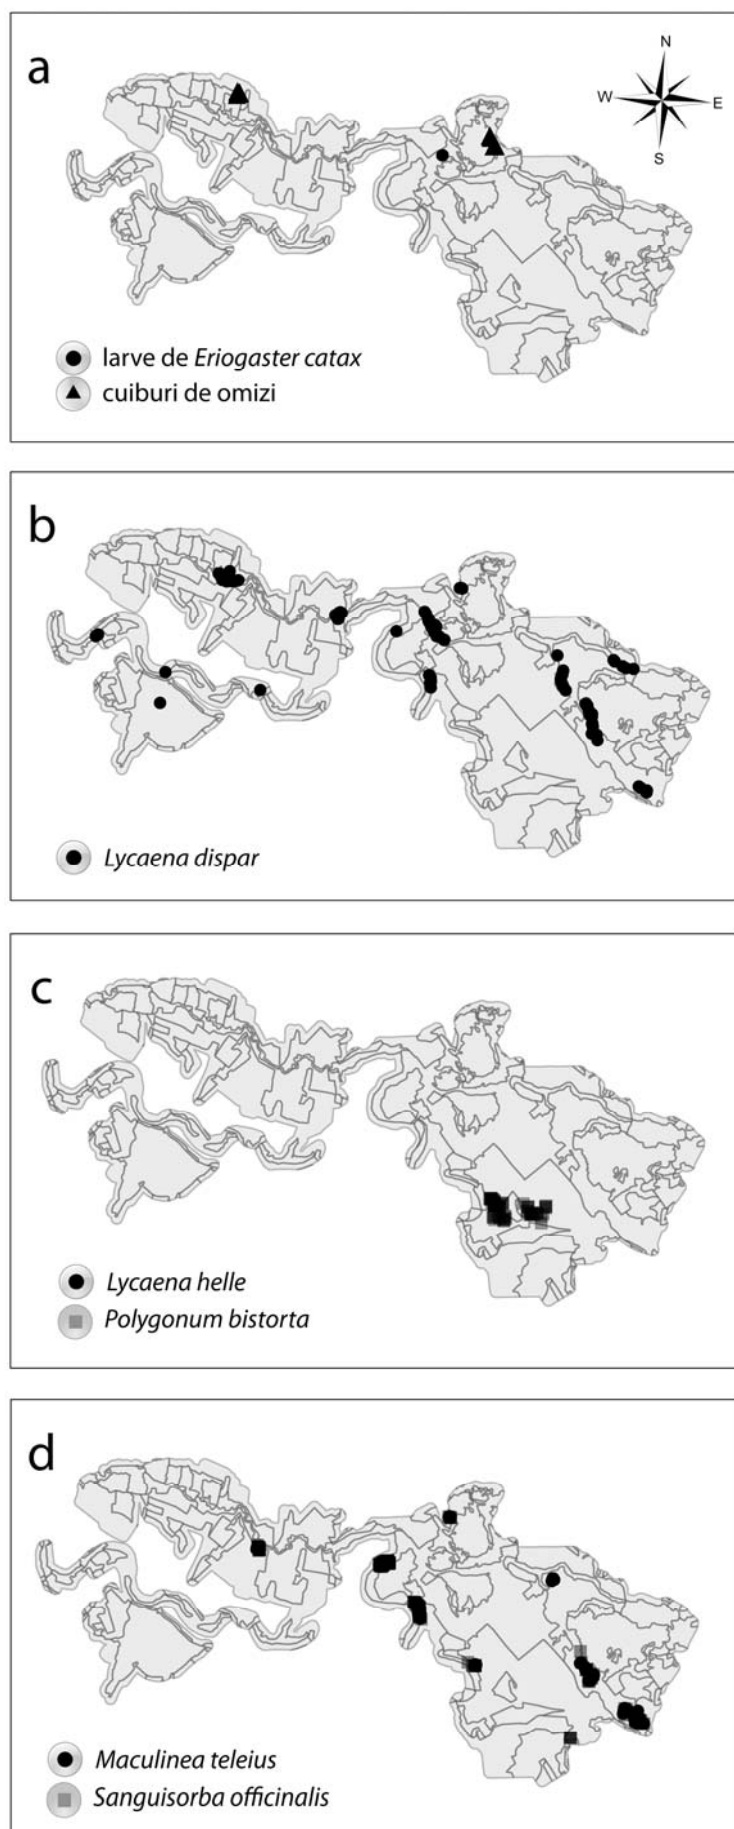 a
N
W
E
S
larve de Eriogaster catax
cuiburi de omizi
b
Lycaena dispar
c
Lycaena helle
Polygonum bistorta
d
Maculinea teleius
Sanguisorba officinalis